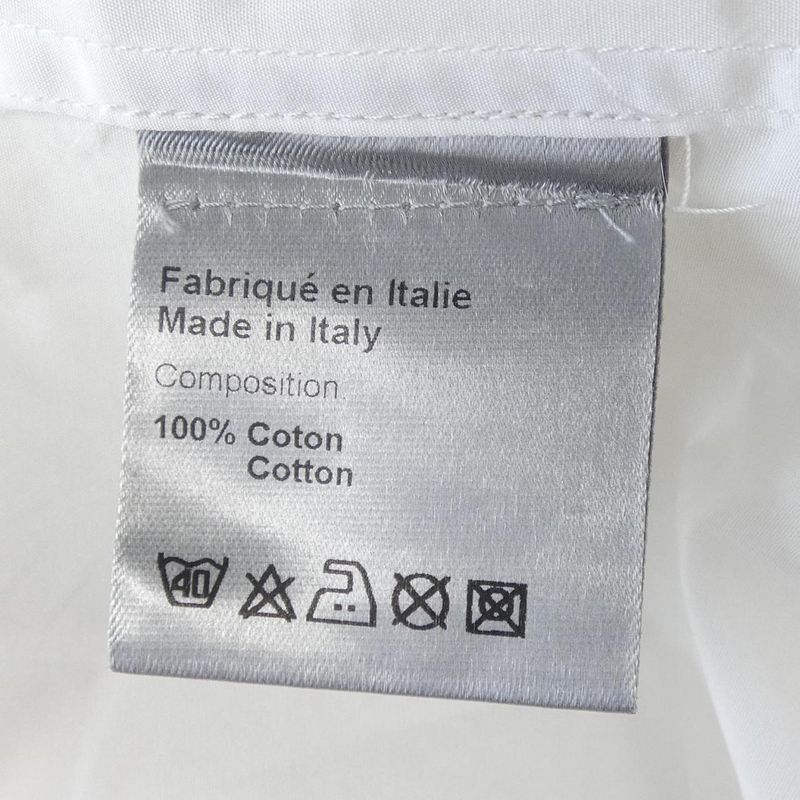 Fabriqué en Italie
Made in Italy
Composition
100% Coton
Cotton
40